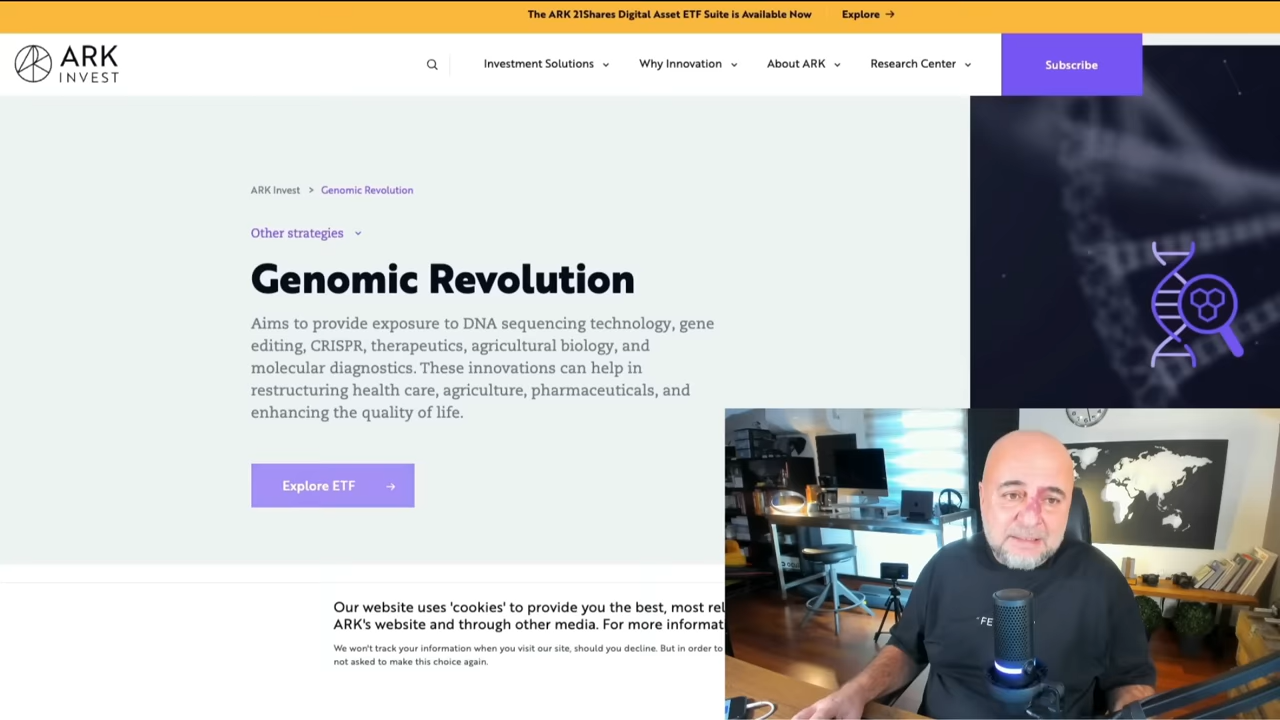 The ARK 21Shares Digital Asset ETF Suite is Available Now Explore →
ARK
INVEST
Investment Solutions Why Innovation About ARK Research Center Subscribe
ARK Invest > Genomic Revolution
Other strategies
Genomic Revolution
Aims to provide exposure to DNA sequencing technology, gene
editing, CRISPR, therapeutics, agricultural biology, and
molecular diagnostics. These innovations can help in
restructuring health care, agriculture, pharmaceuticals, and
enhancing the quality of life.
Explore ETF →
Our website uses 'cookies' to provide you the best, most
ARK's website and through other media. For more
We won't track your information when you visit our site, should you decline. But in order to
not asked to make this choice again.